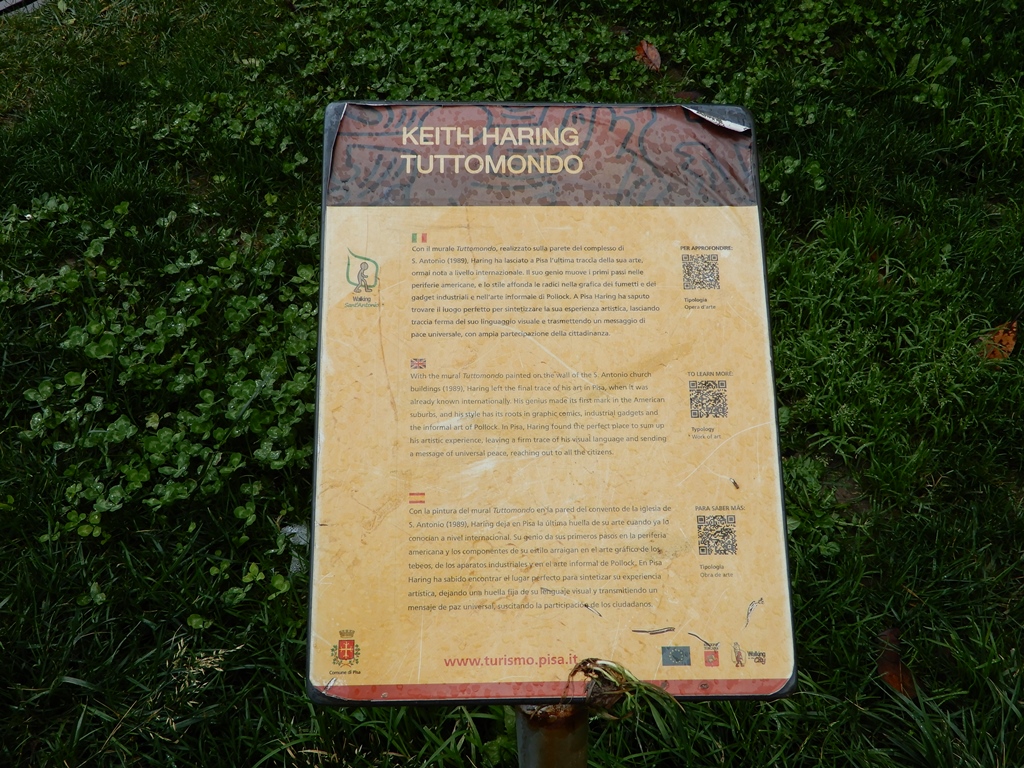 KEITH HARING
TUTTOMONDO
Con il murale Tuttomondo, realizzato sulla parete del complesso di
S. Antonio (1989), Haring ha lasciato a Pisa l'ultima traccia della sua arte,
ormai nota a livello internazionale. Il suo genio muove i primi passi nelle
periferie americane, e lo stile affonda le radici nella grafica dei fumetti e dei
gadget industriali e nell'arte informale di Pollock. A Pisa Haring ha saputo
trovare il luogo perfetto per sintetizzare la sua esperienza artistica, lasciando
traccia ferma del suo linguaggio visuale e trasmettendo un messaggio di
pace universale, con ampia partecipazione della cittadinanza.
PER APPROFONDIRE:
Tipologia
Opera d'arte
Walking
Sant'Antonio
With the mural Tuttomondo painted on the wall of the S. Antonio church
buildings (1989), Haring left the final trace of his art in Pisa, when it was
already known internationally. His genius made its first mark in the American
suburbs, and his style has its roots in graphic comics, industrial gadgets and
the informal art of Pollock. In Pisa, Haring found the perfect place to sum up
his artistic experience, leaving a firm trace of his visual language and sending
a message of universal peace, reaching out to all the citizens.
TO LEARN MORE:
Typology
Work of art
Con la pintura del mural Tuttomondo en la pared del convento de la iglesia de
S. Antonio (1989), Haring deja en Pisa la última huella de su arte cuando ya lo
conocían a nivel internacional. Su genio da sus primeros pasos en la periferia
americana y los componentes de su estilo arraigan en el arte gráfico de los
tebeos, de los aparatos industriales y en el arte informal de Pollock. En Pisa
Haring ha sabido encontrar el lugar perfecto para sintetizar su experiencia
artística, dejando una huella fija de su lenguaje visual y transmitiendo un
mensaje de paz universal, suscitando la participación de los ciudadanos.
PARA SABER MÁS:
Tipología
Obra de arte
Comune di Pisa
www.turismo.pisa.it
Walking